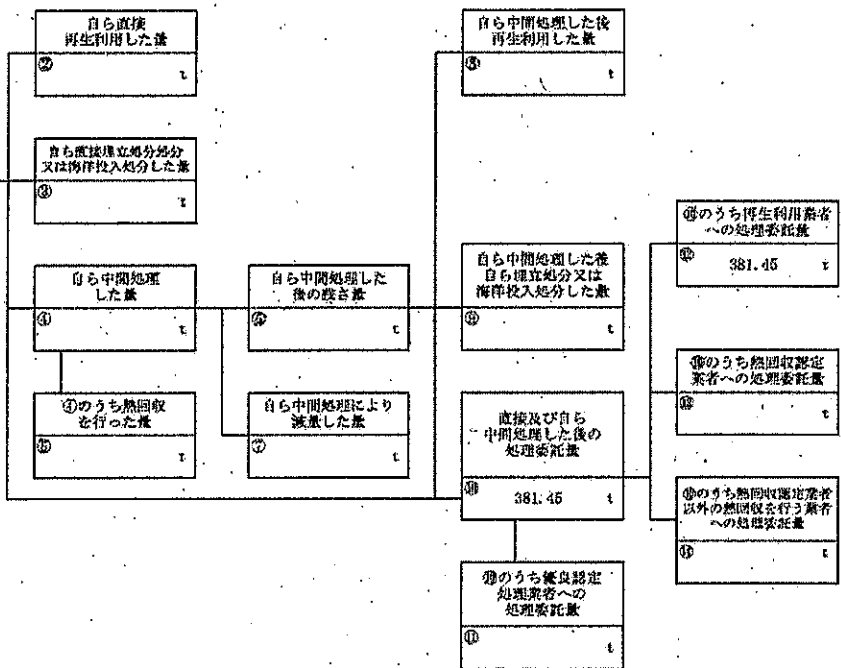 自ら直接
再生利用した量
②
t
自ら中間処理した後
再生利用した量
⑧
t
自ら直接埋立処分処分
又は海洋投入処分した量
③
t
⑩のうち再生利用業者
への処理委託量
⑫
381.45 t
自ら中間処理
した量
④
t
自ら中間処理した
後の残さ量
⑥
t
自ら中間処理した後
自ら埋立処分又は
海洋投入処分した量
⑨
t
⑩のうち熱回収認定
業者への処理委託量
⑬
t
④のうち熱回収
を行った量
⑤
t
自ら中間処理により
減量した量
⑦
t
直接及び自ら
中間処理した後の
処理委託量
⑩
381.45 t
⑩のうち熱回収認定業者
以外の熱回収を行う業者
への処理委託量
⑭
t
⑩のうち優良認定
処理業者への
処理委託量
⑪
t